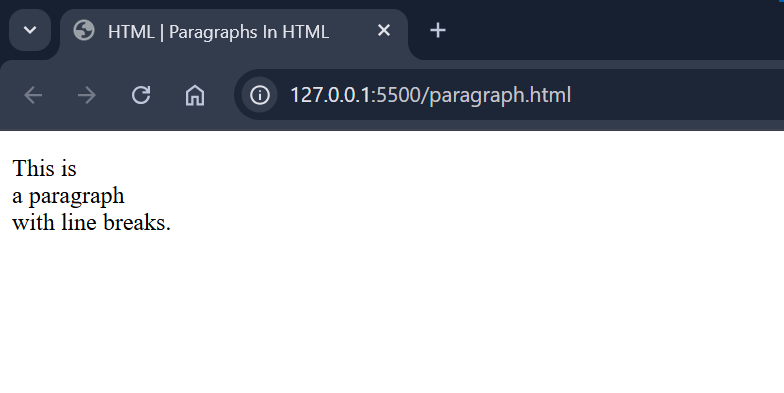 HTML | Paragraphs In HTML
127.0.0.1:5500/paragraph.html
This is
a paragraph
with line breaks.